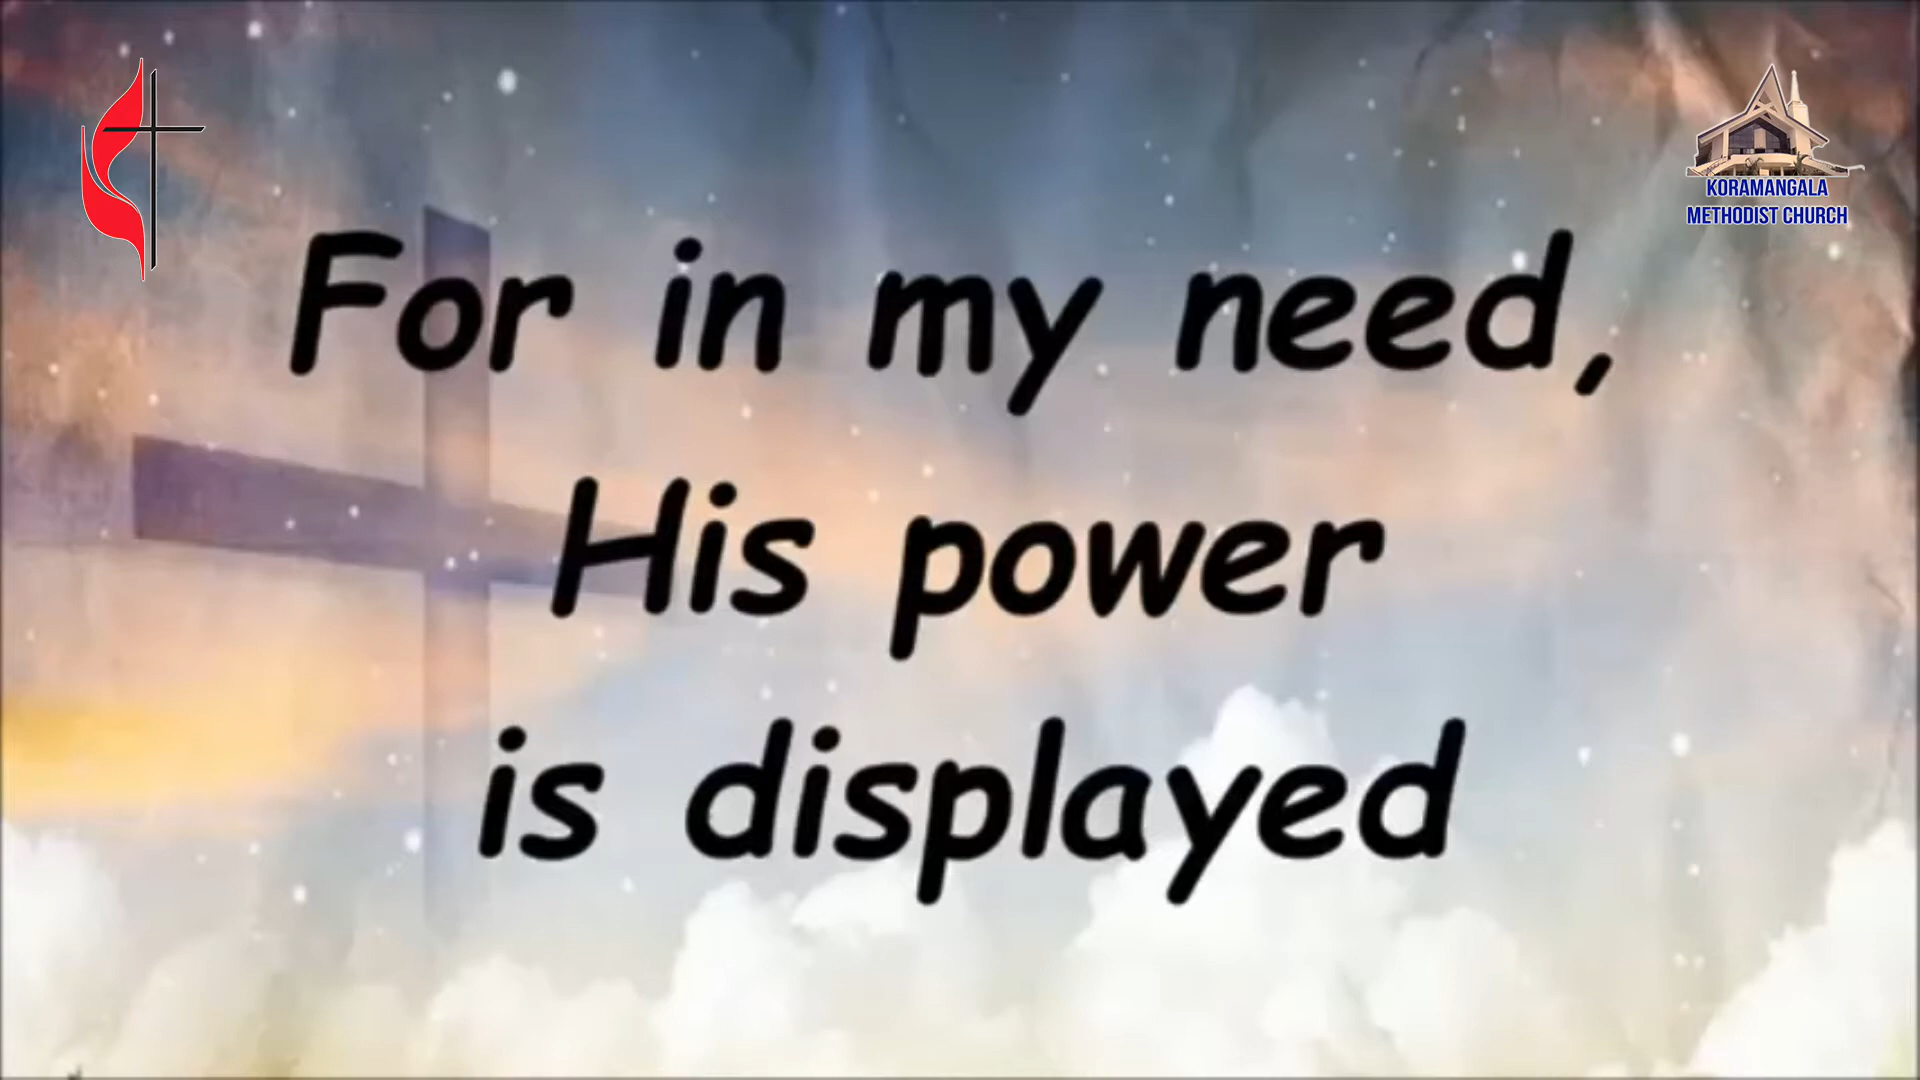 KORAMANGALA
METHODIST CHURCH
For in my need,
His power
is displayed